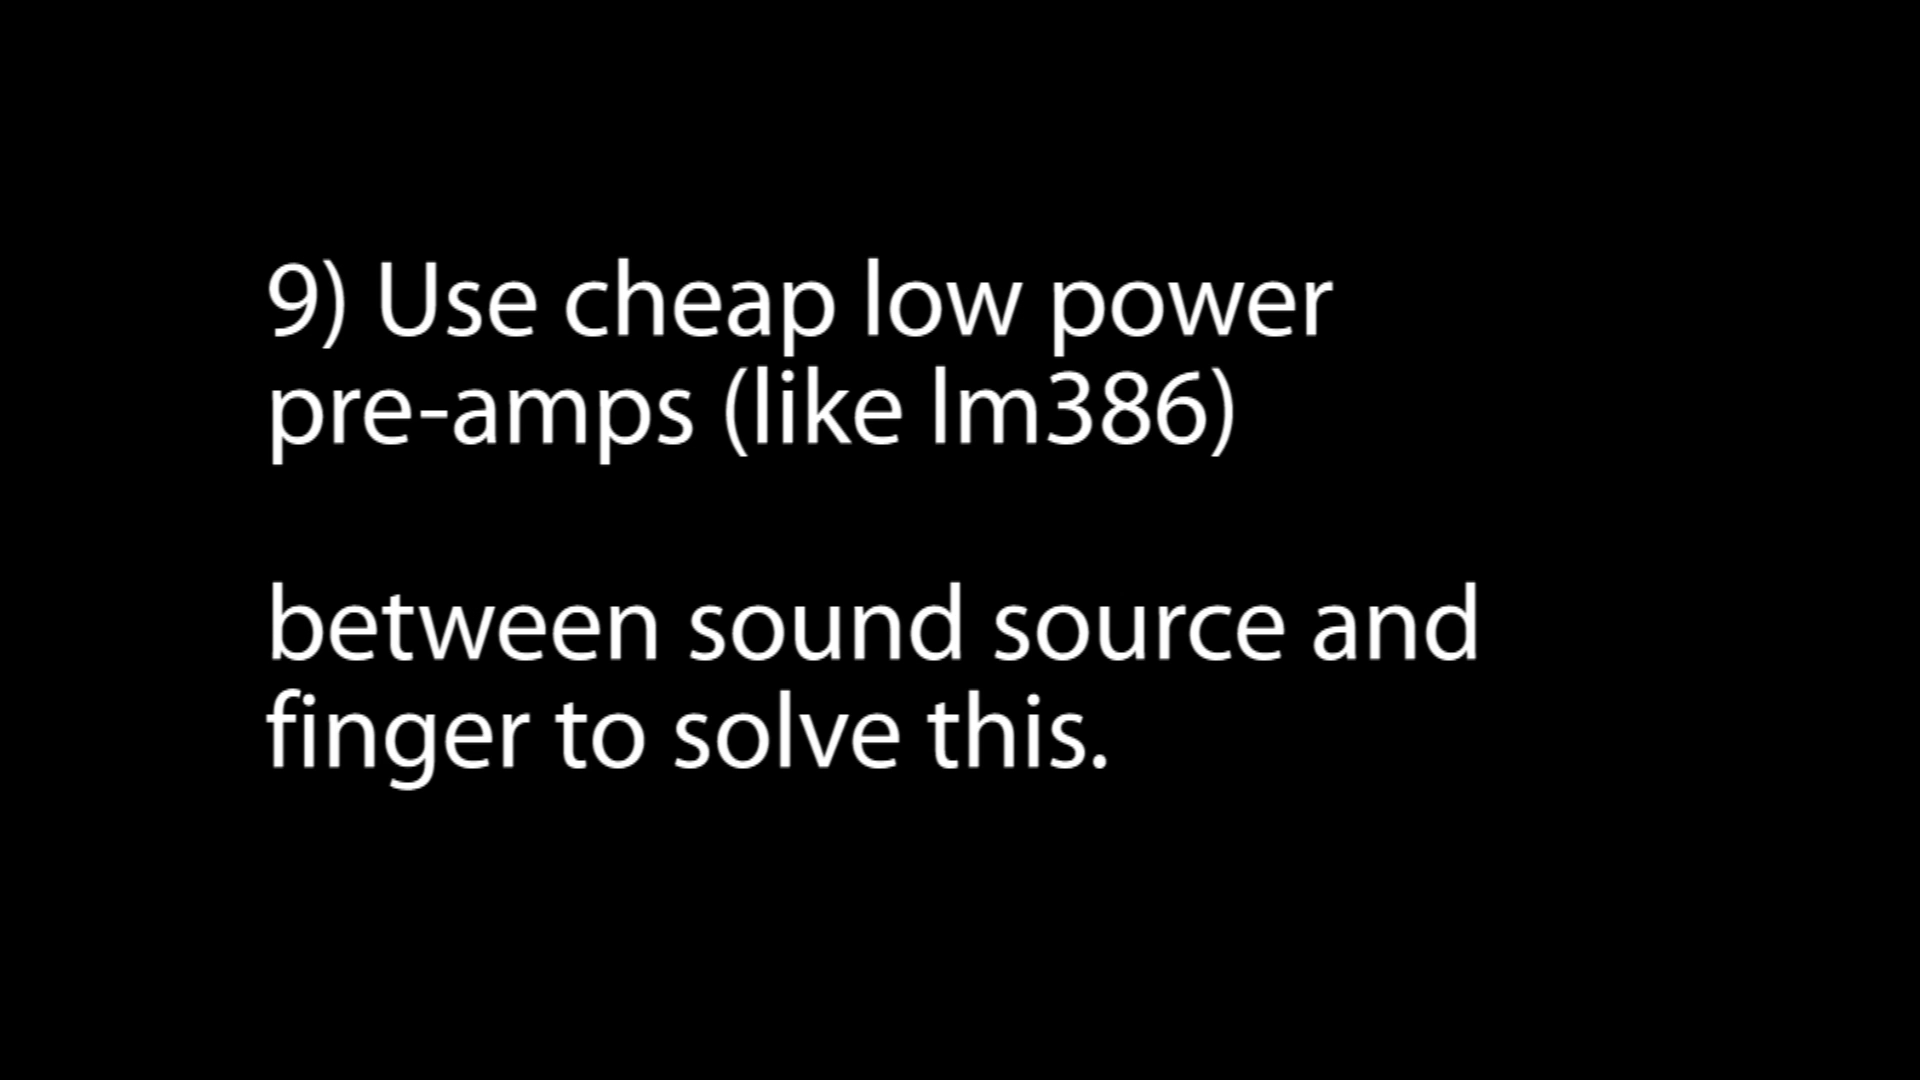 9) Use cheap low power
pre-amps (like lm386)
between sound source and
finger to solve this.